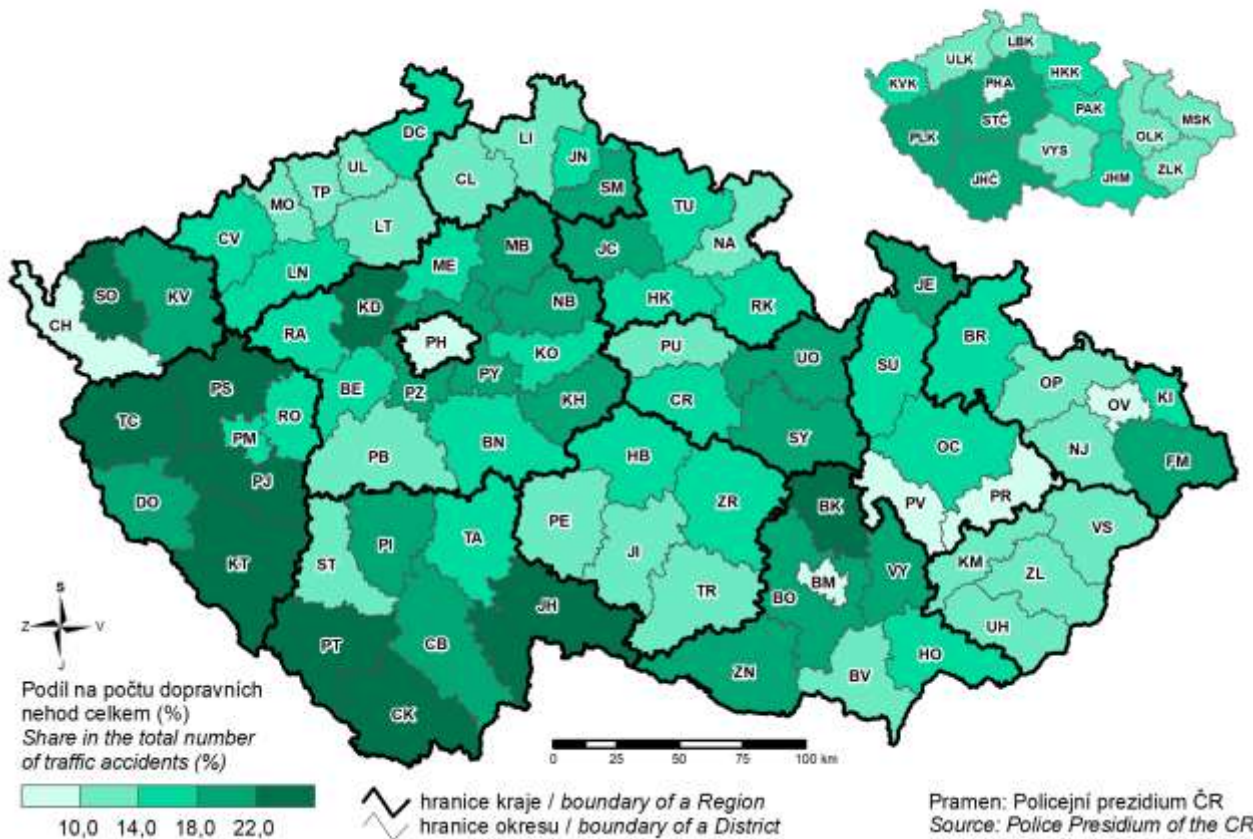 LBK
ULK
HKK
KVK
PHA
PAK
STČ
MSK
PLK
OLK
VYS
ZLK
JHČ
JHM
DC
LI
UL
JN
TP
CL
SM
MO
TU
LT
CV
MB
NA
JC
ME
LN
JE
SO
KV
KD
NB
HK
RK
BR
CH
RA
PH
KO
PU
UO
SU
OP
OV
KI
PS
BE
PZ
PY
KH
CR
TC
RO
PM
PB
BN
HB
SY
OC
NJ
FM
PJ
DO
ZR
BK
PV
PR
PE
VS
KT
ST
PI
TA
JI
KM
ZL
TR
BO
BM
VY
JH
UH
PT
CB
ZN
BV
HO
CK
S
Z V
J
Podíl na počtu dopravních
nehod celkem (%)
Share in the total number
of traffic accidents (%)
10,0 14,0 18,0 22,0
0 25 50 75 100 km
hranice kraje / boundary of a Region
hranice okresu / boundary of a District
Pramen: Policejní prezidium ČR
Source: Police Presidium of the CR